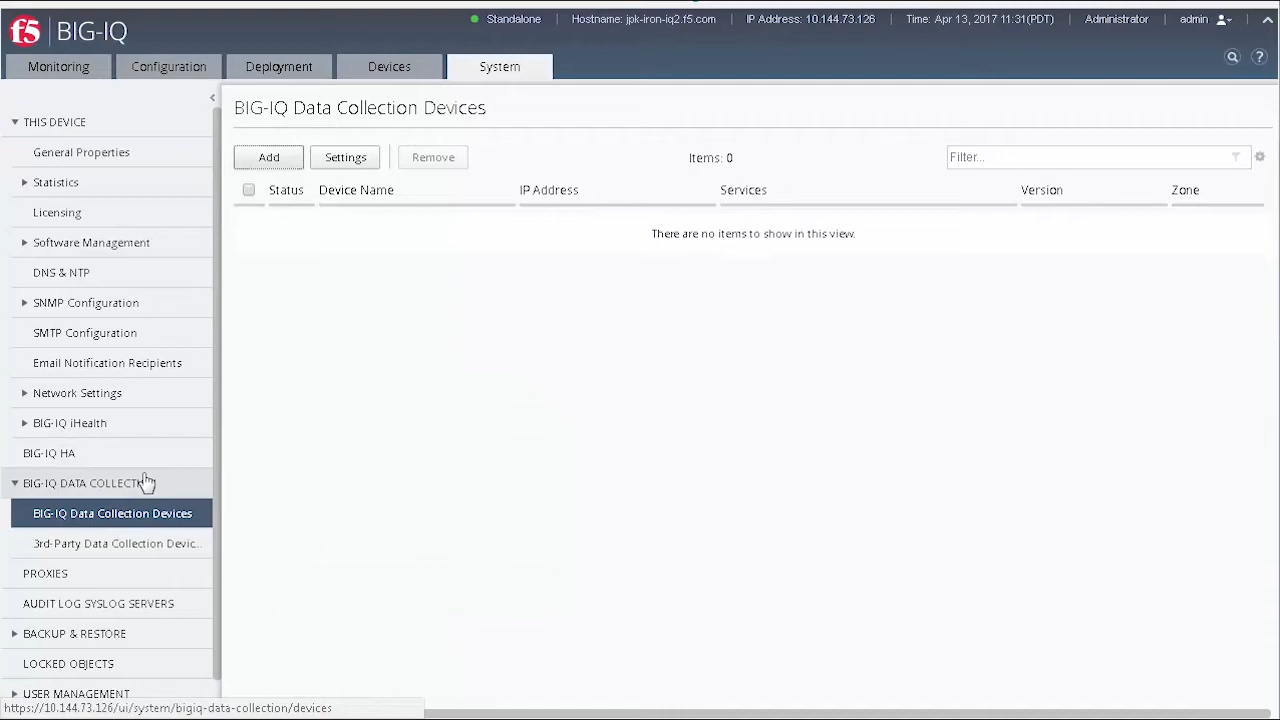 f5 BIG-IQ
Standalone Hostname: jpk-iron-iq2.f5.com IP Address: 10.144.73.126 Time: Apr 13, 2017 11:31(PDT) Administrator admin
Monitoring Configuration Deployment Devices System
THIS DEVICE
General Properties
Statistics
Licensing
Software Management
DNS & NTP
SNMP Configuration
SMTP Configuration
Email Notification Recipients
Network Settings
BIG-IQ iHealth
BIG-IQ HA
BIG-IQ DATA COLLECT
BIG-IQ Data Collection Devices
3rd-Party Data Collection Devic...
PROXIES
AUDIT LOG SYSLOG SERVERS
BACKUP & RESTORE
LOCKED OBJECTS
USER MANAGEMENT
BIG-IQ Data Collection Devices
Add Settings Remove Items: 0 Filter...
Status Device Name IP Address Services Version Zone
There are no items to show in this view.
https://10.144.73.126/ui/system/bigiq-data-collection/devices